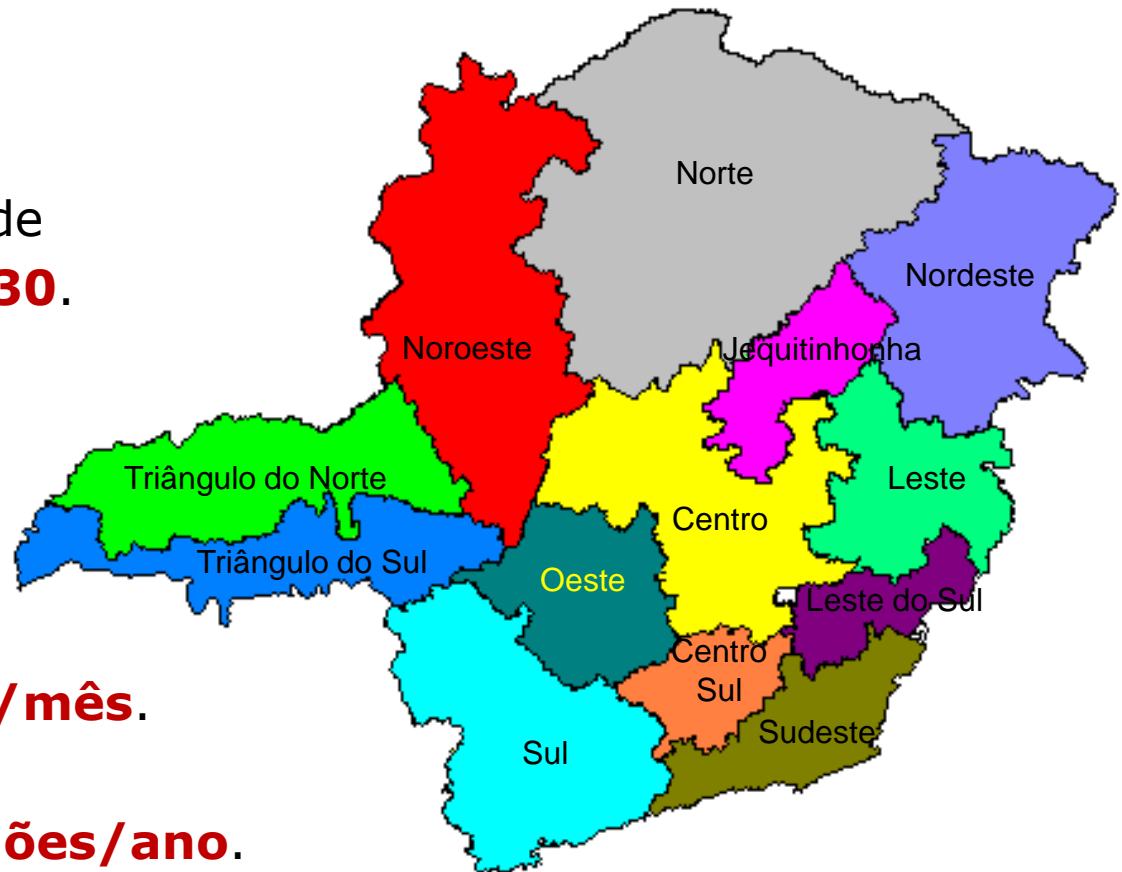 de
30.
/mês.
ões/ano.
Norte
Nordeste
Noroeste
Jequitinhonha
Triângulo do Norte
Leste
Centro
Triângulo do Sul
Oeste
Leste do Sul
Centro
Sul
Sudeste
Sul